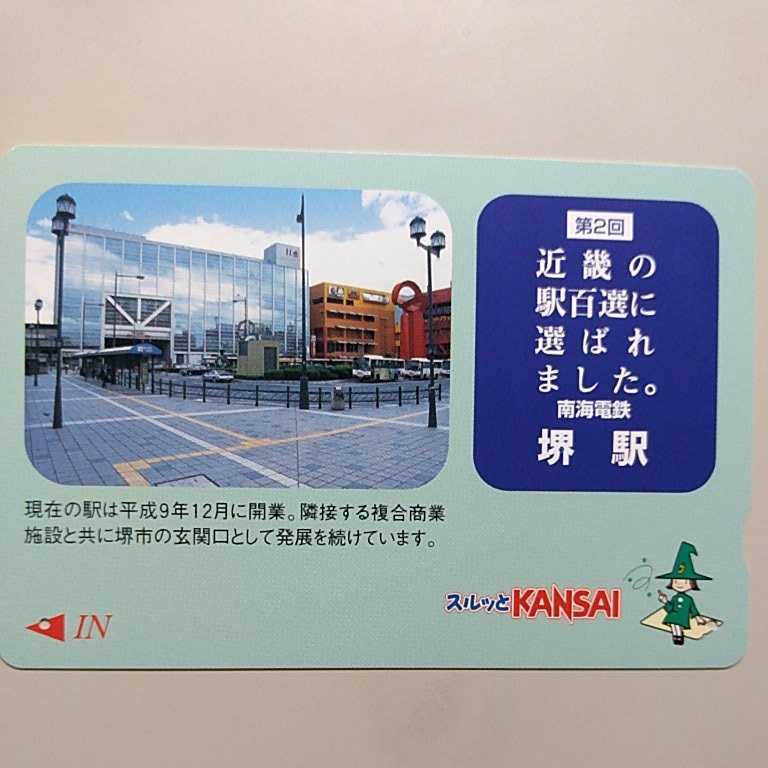 第2回
近畿の
駅百選に
選ばれ
ました。
南海電鉄
堺駅
現在の駅は平成9年12月に開業。隣接する複合商業
施設と共に堺市の玄関口として発展を続けています。
スルッとKANSAI
IN